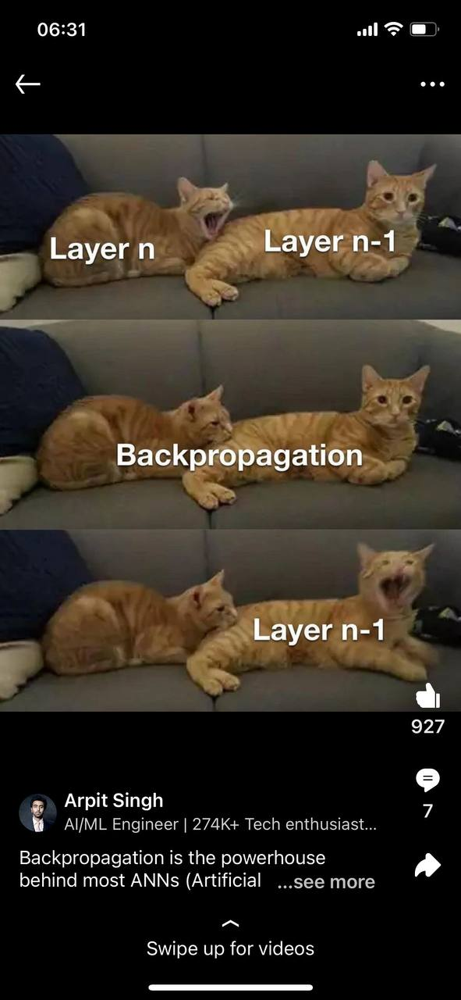 06:31
Layer n
Layer n-1
Backpropagation
Layer n-1
927
7
Arpit Singh
AI/ML Engineer | 274K+ Tech enthusiast...
Backpropagation is the powerhouse
behind most ANNs (Artificial ...see more
Swipe up for videos